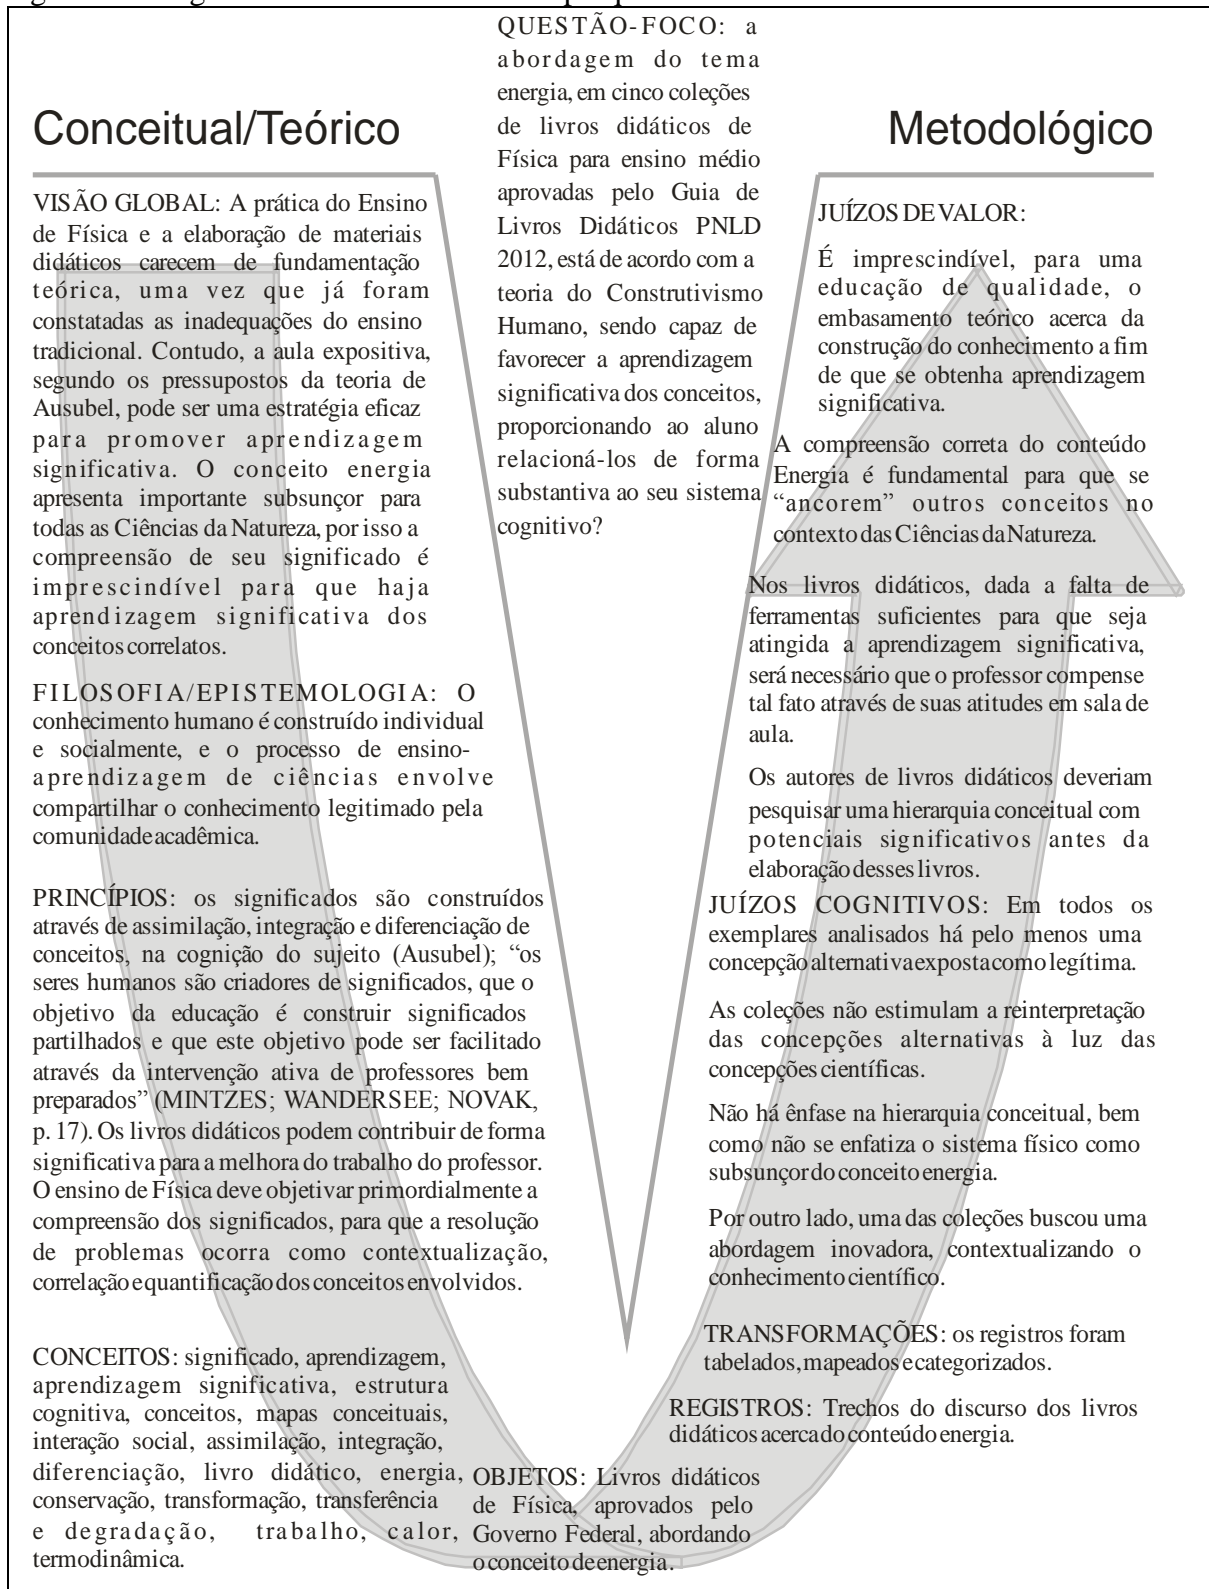 QUESTÃO-FOCO: a
abordagem do tema
energia, em cinco coleções
de livros didáticos de
Física para ensino médio
aprovadas pelo Guia de
Livros Didáticos PNLD
2012, está de acordo com a
teoria do Construtivismo
Humano, sendo capaz de
favorecer a aprendizagem
significativa dos conceitos,
proporcionando ao aluno
relacioná-los de forma
substantiva ao seu sistema
cognitivo?
Conceitual/Teórico
VISÃO GLOBAL: A prática do Ensino
de Física e a elaboração de materiais
didáticos carecem de fundamentação
teórica, uma vez que já foram
constatadas as inadequações do ensino
tradicional. Contudo, a aula expositiva,
segundo os pressupostos da teoria de
Ausubel, pode ser uma estratégia eficaz
para promover aprendizagem
significativa. O conceito energia
apresenta importante subsunçor para
todas as Ciências da Natureza, por isso a
compreensão de seu significado é
imprescindível para que haja
aprendizagem significativa dos
conceitos correlatos.
FILOSOFIA/EPISTEMOLOGIA: O
conhecimento humano é construído individual
e socialmente, e o processo de ensino-
aprendizagem de ciências envolve
compartilhar o conhecimento legitimado pela
comunidade acadêmica.
PRINCÍPIOS: os significados são construídos
através de assimilação, integração e diferenciação de
conceitos, na cognição do sujeito (Ausubel); “os
seres humanos são criadores de significados, que o
objetivo da educação é construir significados
partilhados e que este objetivo pode ser facilitado
através da intervenção ativa de professores bem
preparados” (MINTZES; WANDERSEE; NOVAK,
p. 17). Os livros didáticos podem contribuir de forma
significativa para a melhora do trabalho do professor.
O ensino de Física deve objetivar primordialmente a
compreensão dos significados, para que a resolução
de problemas ocorra como contextualização,
correlação e quantificação dos conceitos envolvidos.
CONCEITOS: significado, aprendizagem,
aprendizagem significativa, estrutura
cognitiva, conceitos, mapas conceituais,
interação social, assimilação, integração,
diferenciação, livro didático, energia,
conservação, transformação, transferência
e degradação, trabalho, calor,
termodinâmica.
OBJETOS: Livros didáticos
de Física, aprovados pelo
Governo Federal, abordando
o conceito de energia.
Metodológico
JUÍZOS DE VALOR:
É imprescindível, para uma
educação de qualidade, o
embasamento teórico acerca da
construção do conhecimento a fim
de que se obtenha aprendizagem
significativa.
A compreensão correta do conteúdo
Energia é fundamental para que se
“ancorem” outros conceitos no
contexto das Ciências da Natureza.
Nos livros didáticos, dada a falta de
ferramentas suficientes para que seja
atingida a aprendizagem significativa,
será necessário que o professor compense
tal fato através de suas atitudes em sala de
aula.
Os autores de livros didáticos deveriam
pesquisar uma hierarquia conceitual com
potenciais significativos antes da
elaboração desses livros.
JUÍZOS COGNITIVOS: Em todos os
exemplares analisados há pelo menos uma
concepção alternativa exposta como legítima.
As coleções não estimulam a reinterpretação
das concepções alternativas à luz das
concepções científicas.
Não há ênfase na hierarquia conceitual, bem
como não se enfatiza o sistema físico como
subsunçor do conceito energia.
Por outro lado, uma das coleções buscou uma
abordagem inovadora, contextualizando o
conhecimento científico.
TRANSFORMAÇÕES: os registros foram
tabelados, mapeados e categorizados.
REGISTROS: Trechos do discurso dos livros
didáticos acerca do conteúdo energia.